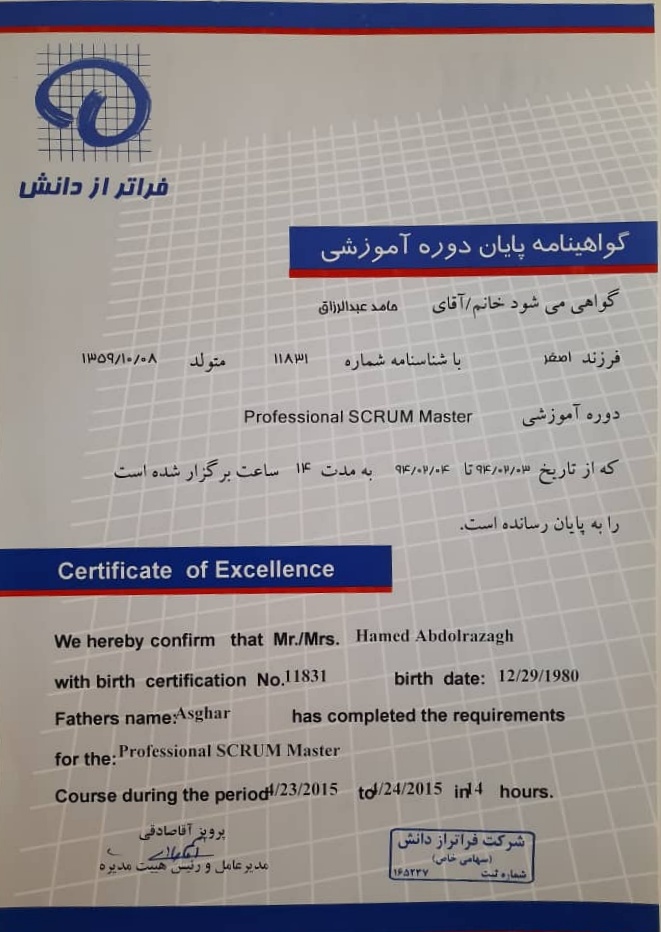 فراتر از دانش
گواهینامه پایان دوره آموزشی
گواهی می شود خانم/آقای حامد عبدالرزاق
فرزند اصغر با شناسنامه شماره ۱۱۸۳۱ متولد ۱۳۵۹/۱۰/۰۸
دوره آموزشی Professional SCRUM Master
که از تاریخ ۹۴/۰۲/۰۳ تا ۹۴/۰۲/۰۴ به مدت ۱۴ ساعت برگزار شده است
را به پایان رسانده است.
Certificate of Excellence
We hereby confirm that Mr./Mrs. Hamed Abdolrazagh
with birth certification No. 11831 birth date: 12/29/1980
Fathers name: Asghar has completed the requirements
for the: Professional SCRUM Master
Course during the period 4/23/2015 to 4/24/2015 in 14 hours.
پرویز آقاصادقی
مدیرعامل و رئیس هیئت مدیره
شرکت فراتراز دانش
(سهامی خاص)
شماره ثبت ۱۶۵۲۳۷